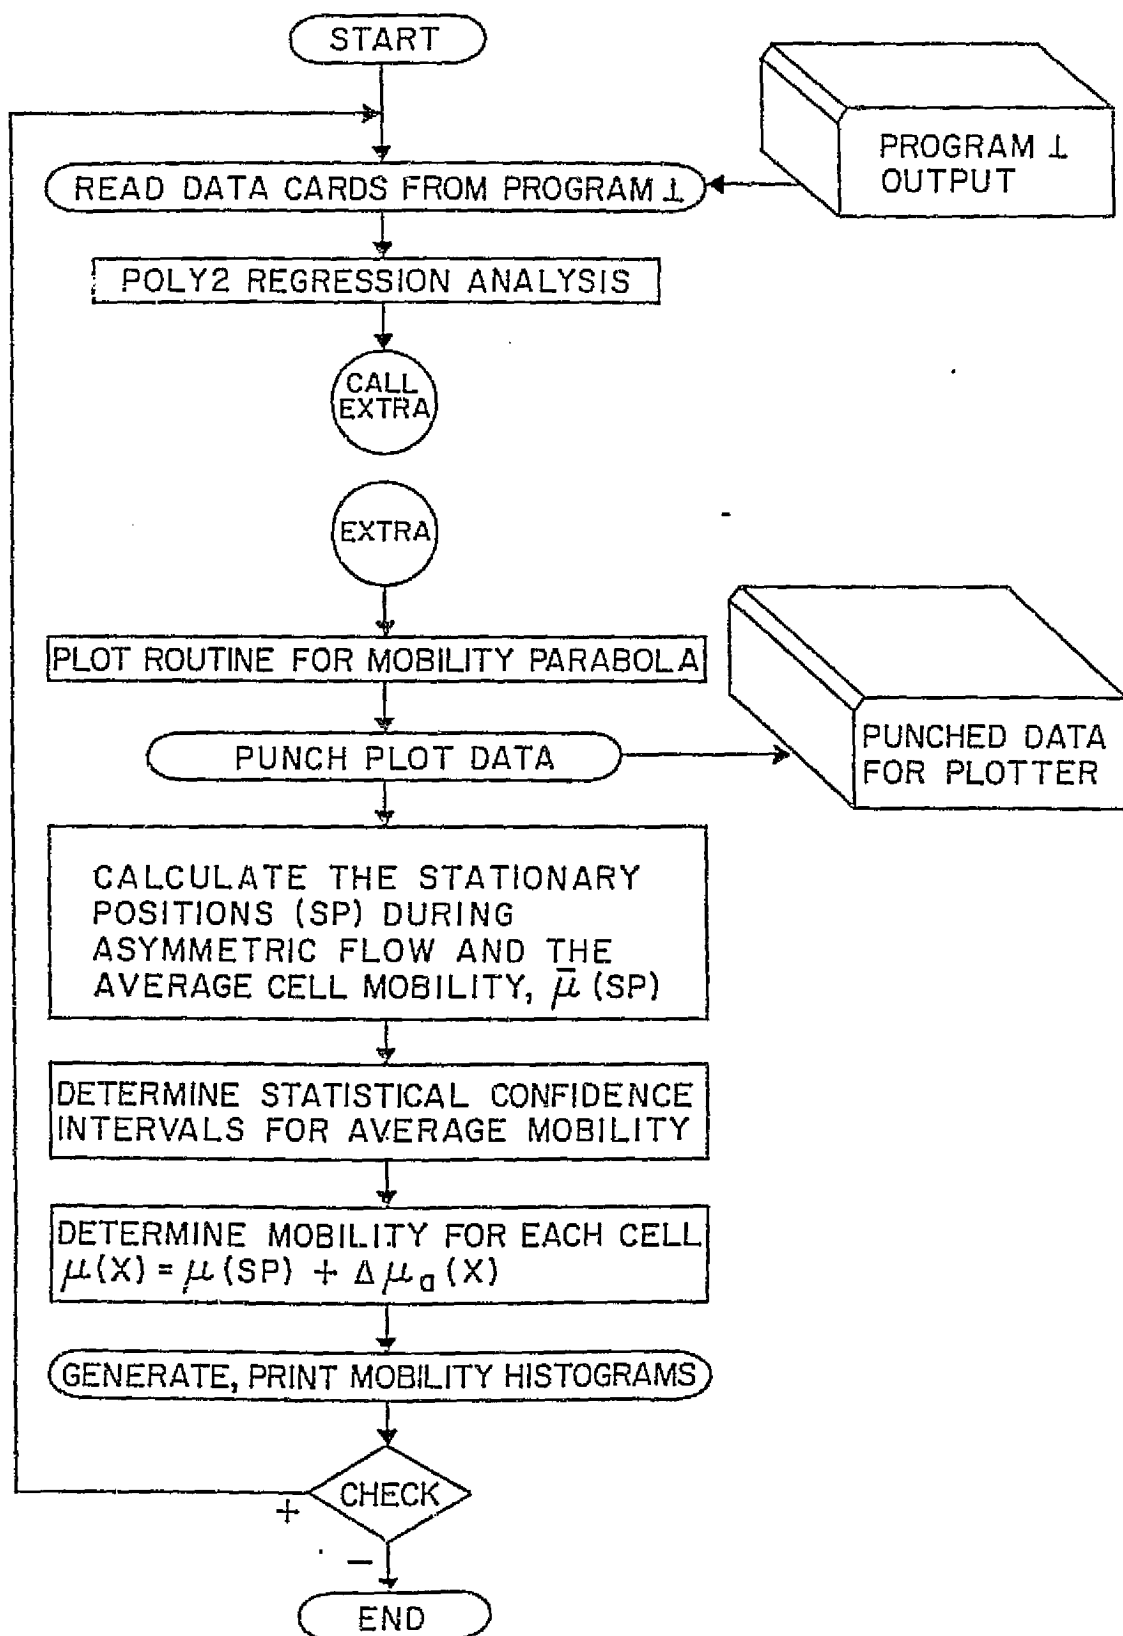 START
PROGRAM 1
OUTPUT
READ DATA CARDS FROM PROGRAM 1
POLY2 REGRESSION ANALYSIS
CALL
EXTRA
EXTRA
PLOT ROUTINE FOR MOBILITY PARABOLA
PUNCH PLOT DATA
PUNCHED DATA
FOR PLOTTER
CALCULATE THE STATIONARY
POSITIONS (SP) DURING
ASYMMETRIC FLOW AND THE
AVERAGE CELL MOBILITY, μ̄ (SP)
DETERMINE STATISTICAL CONFIDENCE
INTERVALS FOR AVERAGE MOBILITY
DETERMINE MOBILITY FOR EACH CELL
μ(X) = μ(SP) + Δ μₐ(X)
GENERATE, PRINT MOBILITY HISTOGRAMS
CHECK
+
−
END